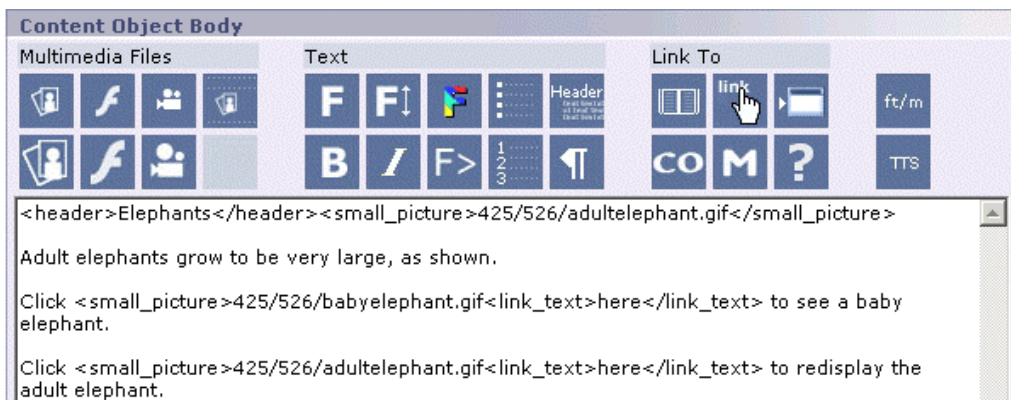 Content Object Body
Multimedia Files Text Link To
F F F Header link ft/m
B I F> 1 2 3 ¶ CO M ? TTS
<header>Elephants</header><small_picture>425/526/adultelephant.gif</small_picture>
Adult elephants grow to be very large, as shown.
Click <small_picture>425/526/babyelephant.gif<link_text>here</link_text> to see a baby
elephant.
Click <small_picture>425/526/adultelephant.gif<link_text>here</link_text> to redisplay the
adult elephant.